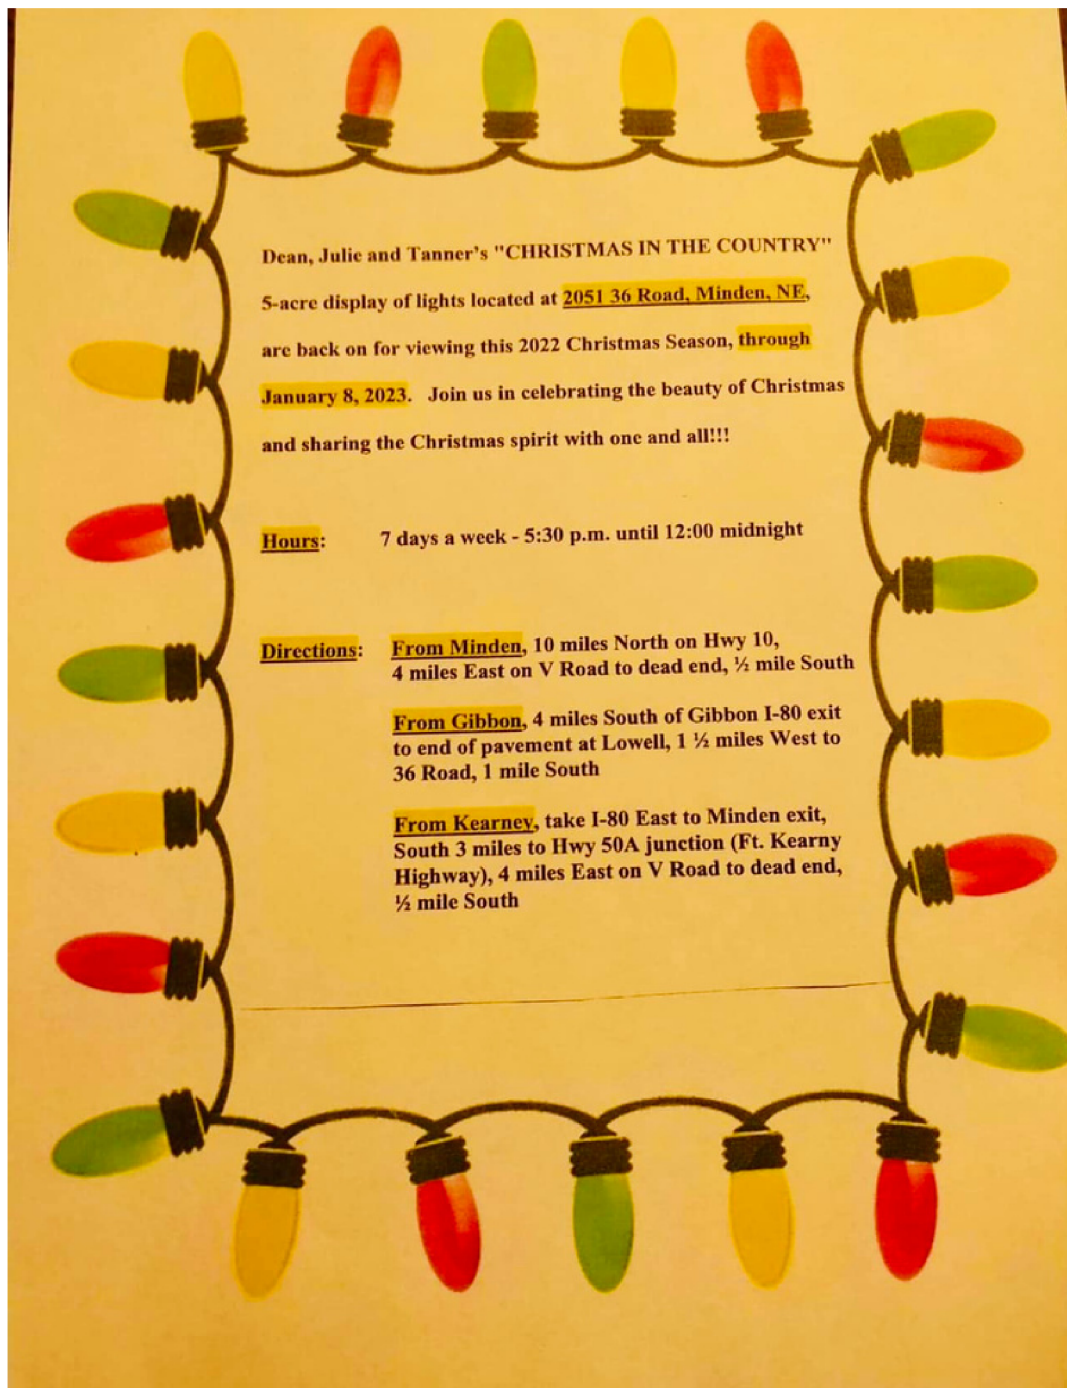 Dean, Julie and Tanner's "CHRISTMAS IN THE COUNTRY"
5-acre display of lights located at 2051 36 Road, Minden, NE,
are back on for viewing this 2022 Christmas Season, through
January 8, 2023. Join us in celebrating the beauty of Christmas
and sharing the Christmas spirit with one and all!!!
Hours: 7 days a week - 5:30 p.m. until 12:00 midnight
Directions: From Minden, 10 miles North on Hwy 10,
4 miles East on V Road to dead end, ½ mile South
From Gibbon, 4 miles South of Gibbon I-80 exit
to end of pavement at Lowell, 1 ½ miles West to
36 Road, 1 mile South
From Kearney, take I-80 East to Minden exit,
South 3 miles to Hwy 50A junction (Ft. Kearny
Highway), 4 miles East on V Road to dead end,
½ mile South